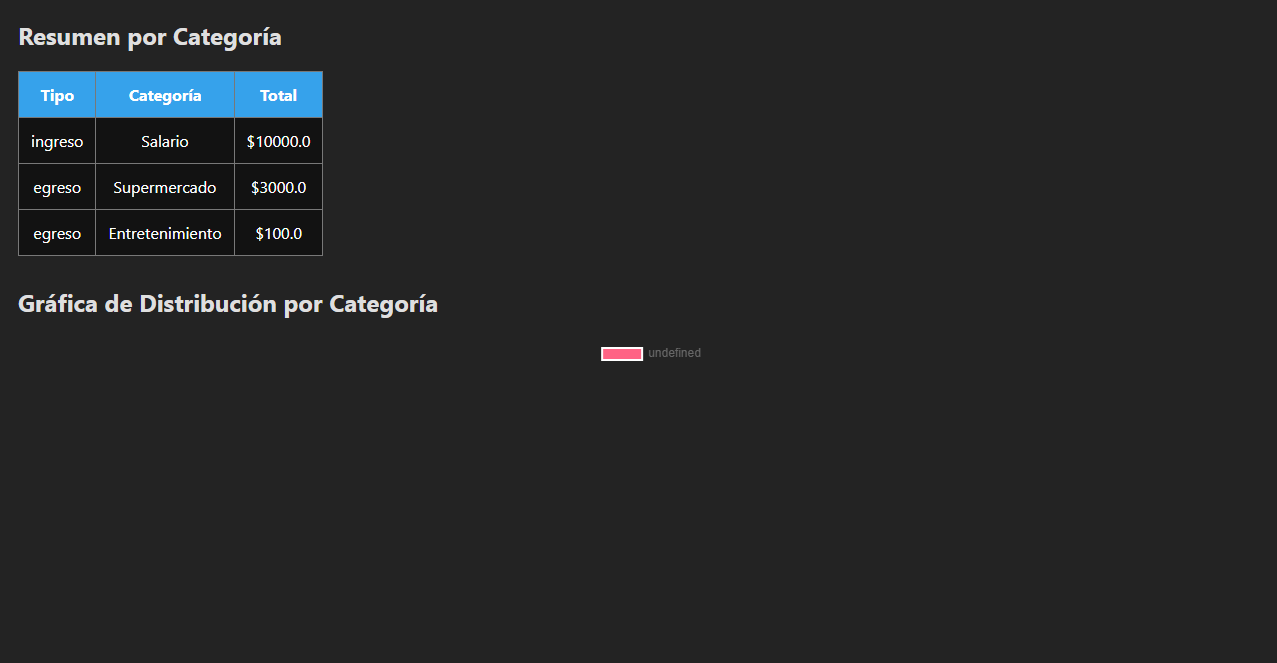 Resumen por Categoría
Tipo Categoría Total
ingreso Salario $10000.0
egreso Supermercado $3000.0
egreso Entretenimiento $100.0
Gráfica de Distribución por Categoría
undefined